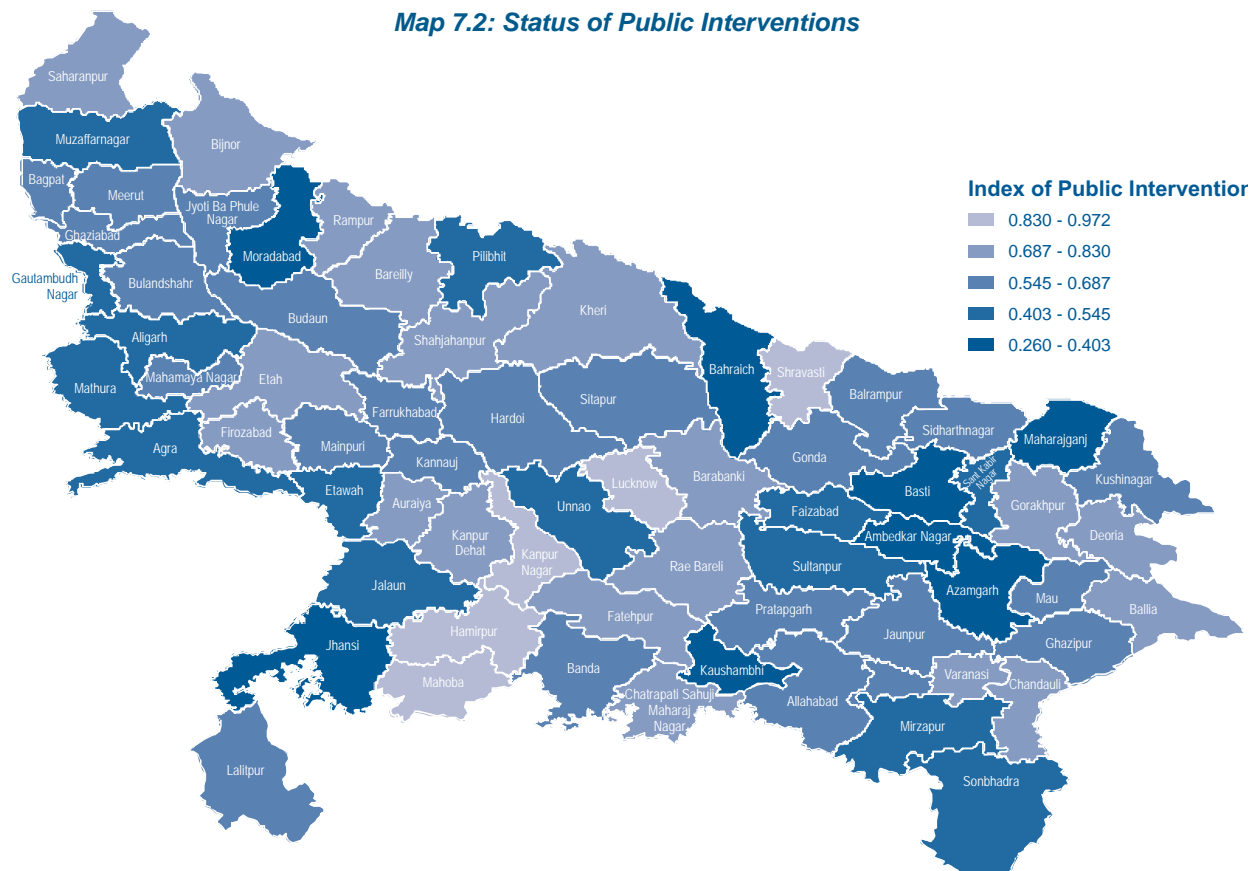 Map 7.2: Status of Public Interventions
Saharanpur
Muzaffarnagar
Bijnor
Bagpat
Meerut
Jyoti Ba Phule
Nagar
Rampur
Ghaziabad
Moradabad
Bareilly
Pilibhit
Gautambudh
Nagar
Bulandshahr
Index of Public Intervention
0.830 - 0.972
0.687 - 0.830
0.545 - 0.687
0.403 - 0.545
0.260 - 0.403
Budaun
Kheri
Aligarh
Shahjahanpur
Mathura
Mahamaya Nagar
Etah
Bahraich
Shravasti
Balrampur
Farrukhabad
Hardoi
Sitapur
Agra
Firozabad
Mainpuri
Sidharthnagar
Maharajganj
Kannauj
Gonda
Sant Kabir
Nagar
Kushinagar
Etawah
Auraiya
Lucknow
Barabanki
Basti
Unnao
Faizabad
Gorakhpur
Deoria
Kanpur
Dehat
Kanpur
Nagar
Ambedkar Nagar
Rae Bareli
Sultanpur
Jalaun
Azamgarh
Mau
Ballia
Fatehpur
Pratapgarh
Hamirpur
Jaunpur
Ghazipur
Jhansi
Banda
Kaushambhi
Mahoba
Varanasi
Chandauli
Chatrapati Sahuji
Maharaj
Nagar
Allahabad
Mirzapur
Lalitpur
Sonbhadra